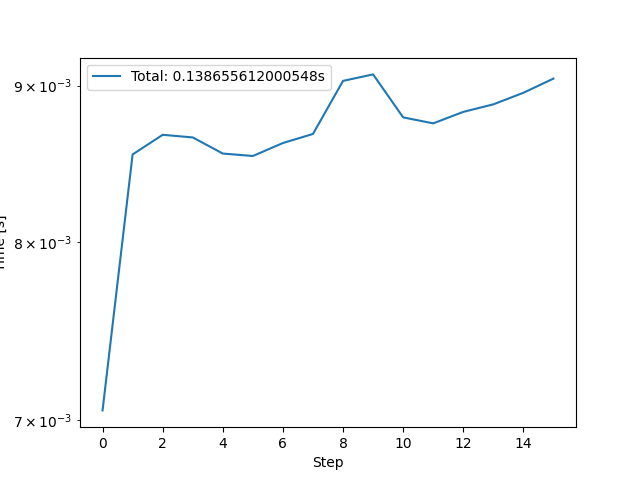 Total: 0.138655612000548s
9 × 10⁻³
8 × 10⁻³
7 × 10⁻³
[s]
0 2 4 6 8 10 12 14
Step